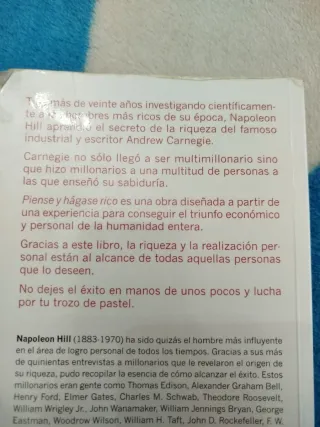 más de veinte años investigando científicamen-
te a hombres más ricos de su época, Napoleon
Hill aprendió el secreto de la riqueza del famoso
industrial y escritor Andrew Carnegie.
Carnegie no sólo llegó a ser multimillonario sino
que hizo millonarios a una multitud de personas a
las que enseñó su sabiduría.
Piense y hágase rico es una obra diseñada a partir de
una experiencia para conseguir el triunfo económico
y personal de la humanidad entera.
Gracias a este libro, la riqueza y la realización per-
sonal están al alcance de todas aquellas personas
que lo deseen.
No dejes el éxito en manos de unos pocos y lucha
por tu trozo de pastel.
Napoleon Hill (1883-1970) ha sido quizás el hombre más influyente
en el área de logro personal de todos los tiempos. Gracias a sus más
de quinientas entrevistas a millonarios que le revelaron el origen de
su riqueza, pudo recopilar la esencia de cómo alcanzar el éxito. Estos
millonarios eran gente como Thomas Edison, Alexander Graham Bell,
Henry Ford, Elmer Gates, Charles M. Schwab, Theodore Roosevelt,
William Wrigley Jr., John Wanamaker, William Jennings Bryan, George
Eastman, Woodrow Wilson, William H. Taft, John D. Rockefeller, F. W.